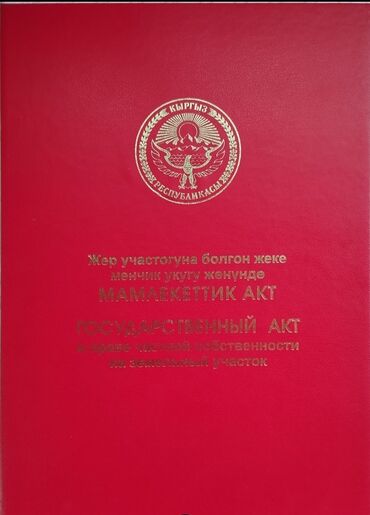 КЫРГЫЗ
РЕСПУБЛИКАСЫ
Жер участогуна болгон жеке
менчик укугу жөнүндө
МАМЛЕКЕТТИК АКТ
ГОСУДАРСТВЕННЫЙ АКТ
о праве частной собственности
на земельный участок